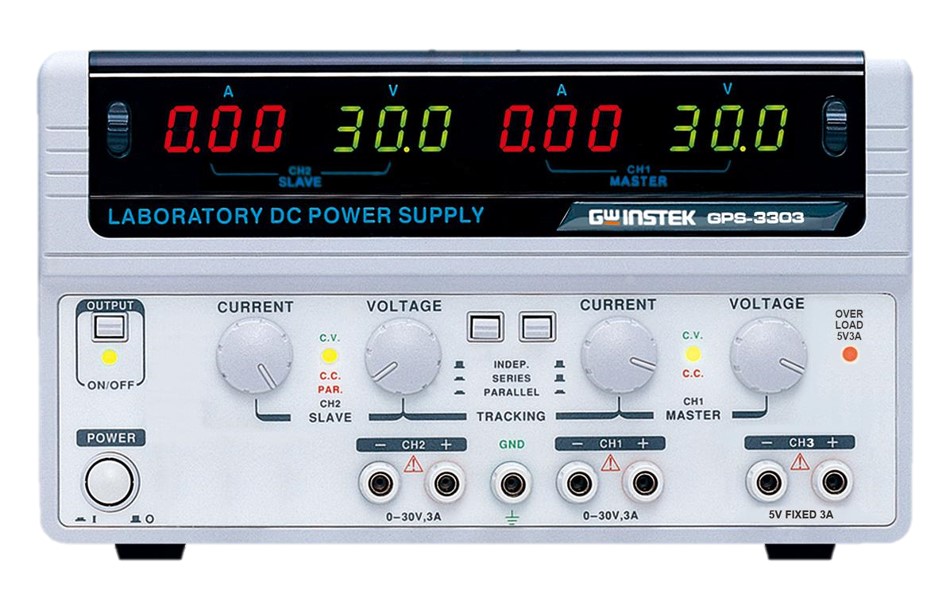 A V A V
0.00 30.0 0.00 30.0
CH2 CH1
SLAVE MASTER
LABORATORY DC POWER SUPPLY GWINSTEK GPS-3303
OUTPUT
ON/OFF
POWER
I O
CURRENT VOLTAGE CURRENT VOLTAGE
C.V.
C.C.
PAR.
CH2
SLAVE
INDEP.
SERIES
PARALLEL
TRACKING
C.V.
C.C.
CH1
MASTER
OVER
LOAD
5V3A
− CH2 + GND − CH1 + − CH3 +
0−30V,3A 0−30V,3A 5V FIXED 3A